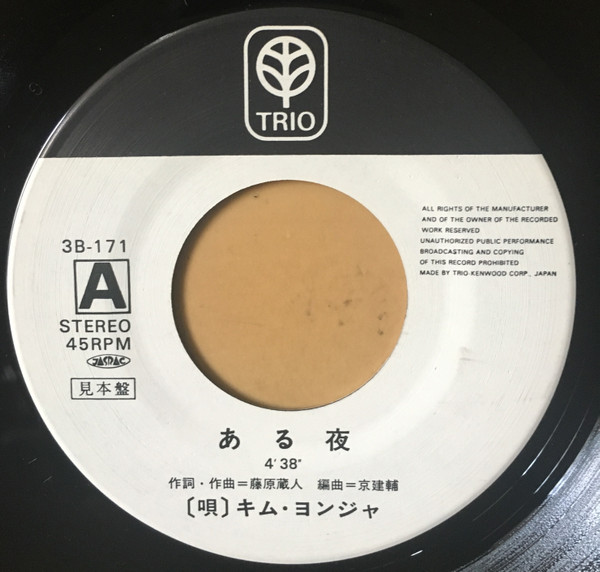 TRIO
ALL RIGHTS OF THE MANUFACTURER
AND OF THE OWNER OF THE RECORDED
WORK RESERVED
UNAUTHORIZED PUBLIC PERFORMANCE
BROADCASTING AND COPYING
OF THIS RECORD PROHIBITED
MADE BY TRIO-KENWOOD CORP., JAPAN
3B-171
A
STEREO
45RPM
JASRAC
見本盤
ある夜
4'38"
作詞・作曲=藤原蔵人 編曲=京建輔
〔唄〕キム・ヨンジャ